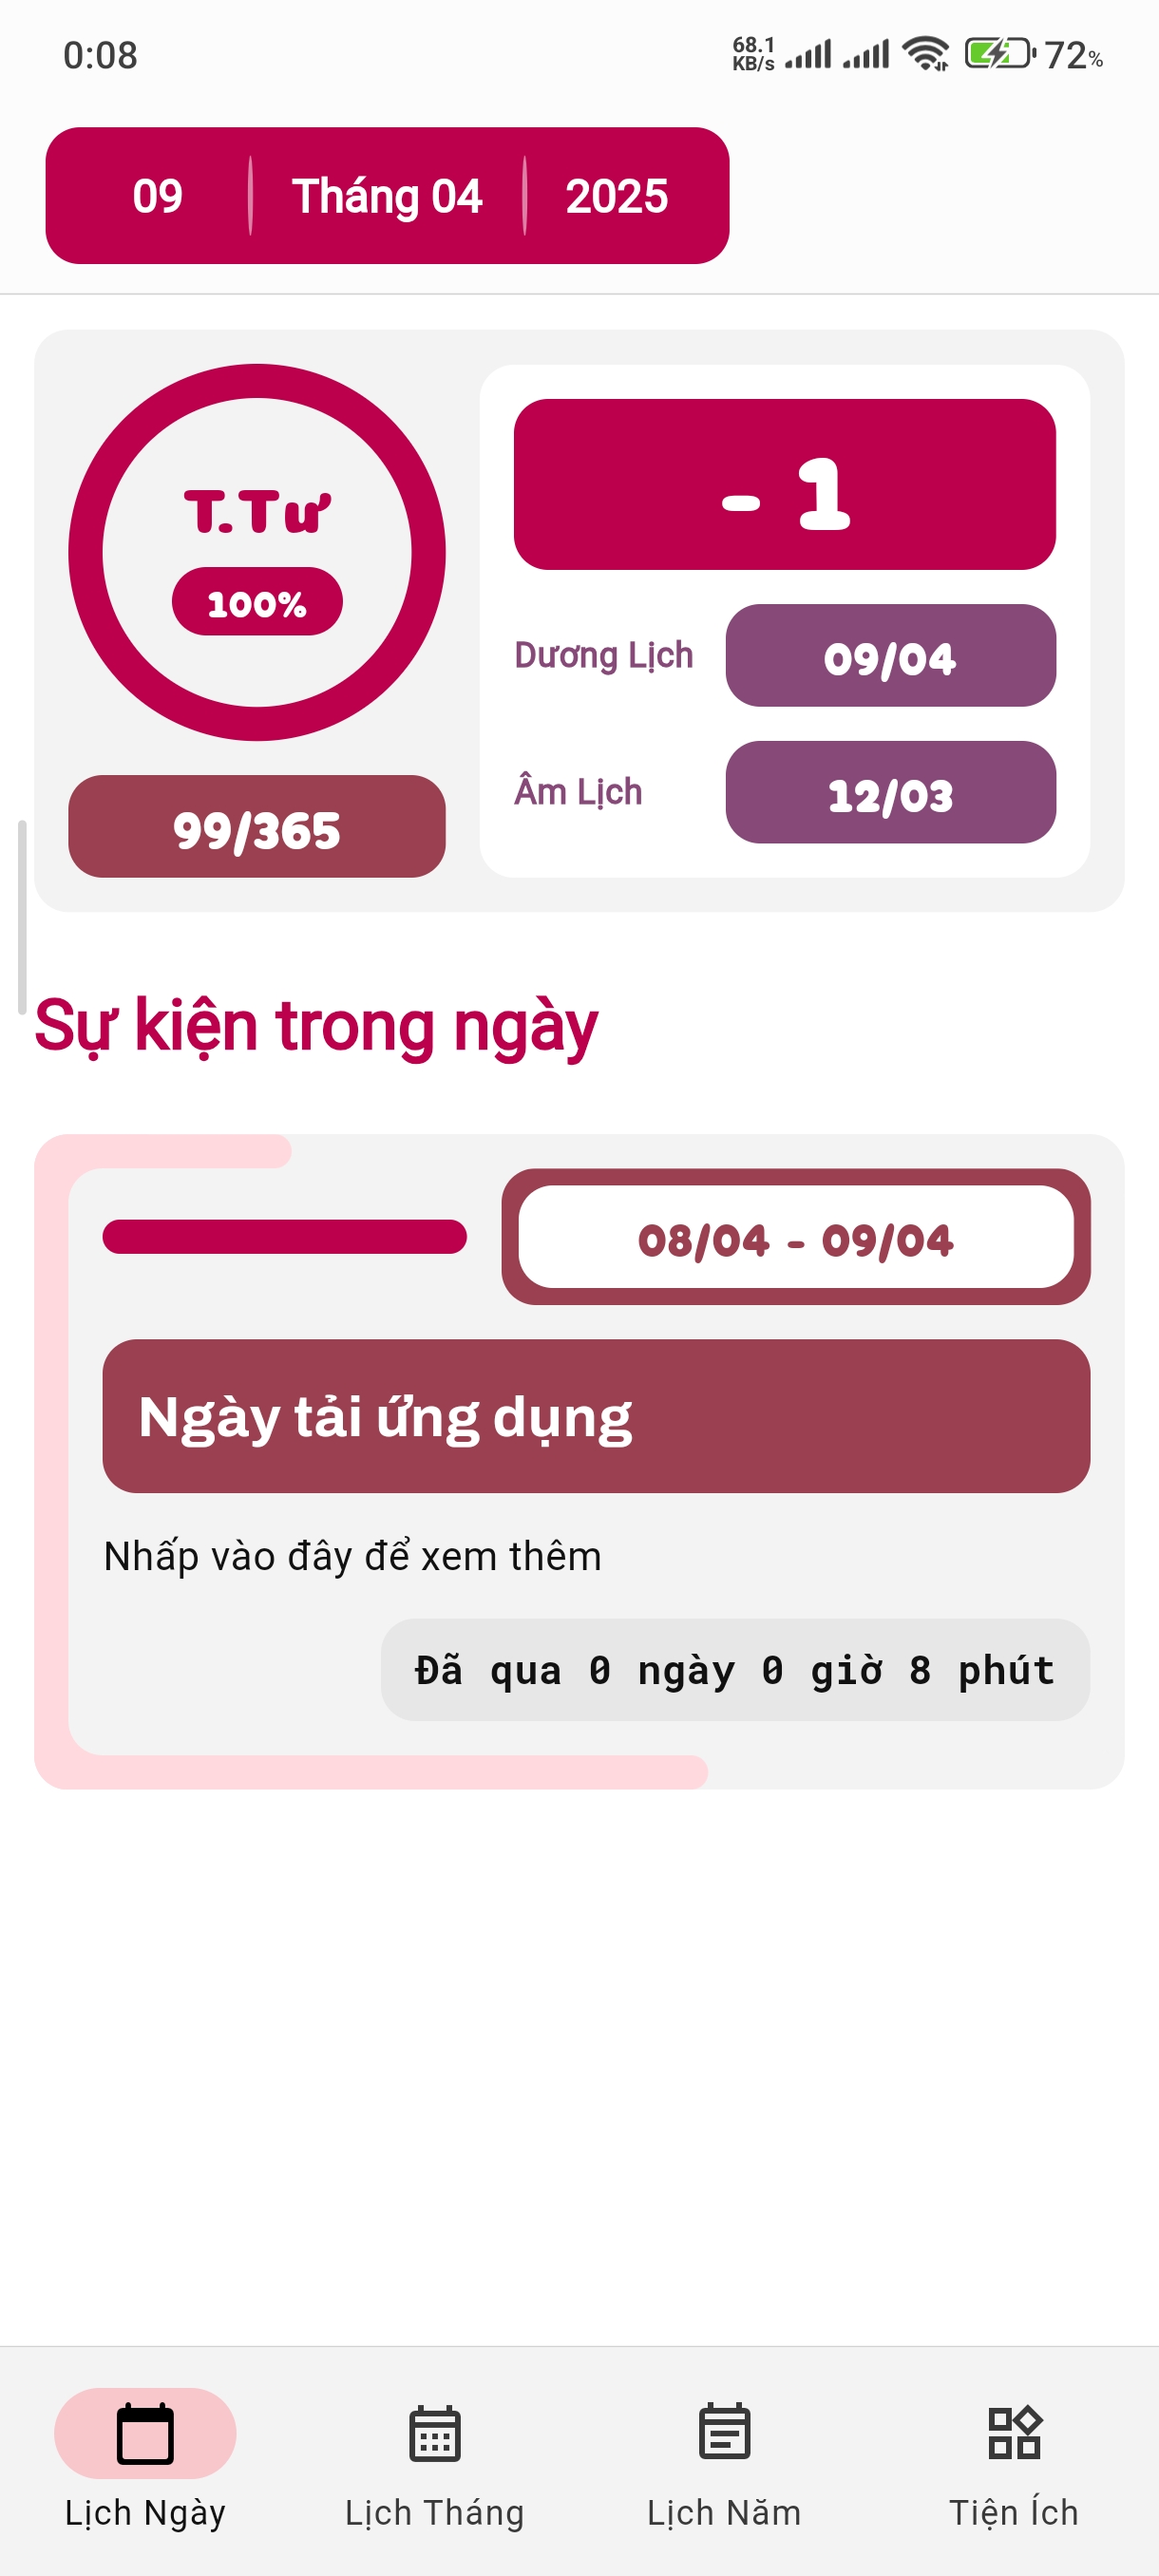 0:08
68.1 KB/s
72%
09
Tháng 04
2025
T.Tư
100%
99/365
- 1
Dương Lịch
09/04
Âm Lịch
12/03
Sự kiện trong ngày
08/04 - 09/04
Ngày tải ứng dụng
Nhấp vào đây để xem thêm
Đã qua 0 ngày 0 giờ 8 phút
Lịch Ngày
Lịch Tháng
Lịch Năm
Tiện Ích